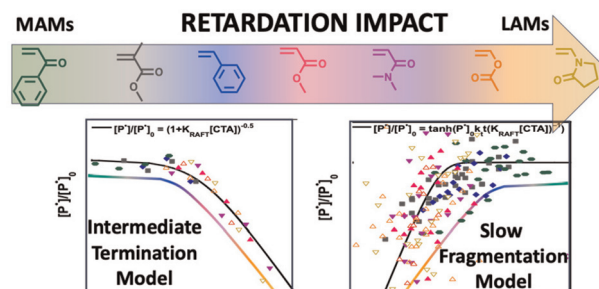 MAMs RETARDATION IMPACT LAMs
O
O
O
O
O
O
N
O
O
N
O
[P•]/[P•]₀ = (1+K_RAFT[CTA])^-0.5
[P•]/[P•]₀
Intermediate
Termination
Model
[P•]/[P•]₀ = tanh(P•]₀k_t t(K_RAFT[CTA])
[P•]/[P•]₀
Slow
Fragmentation
Model